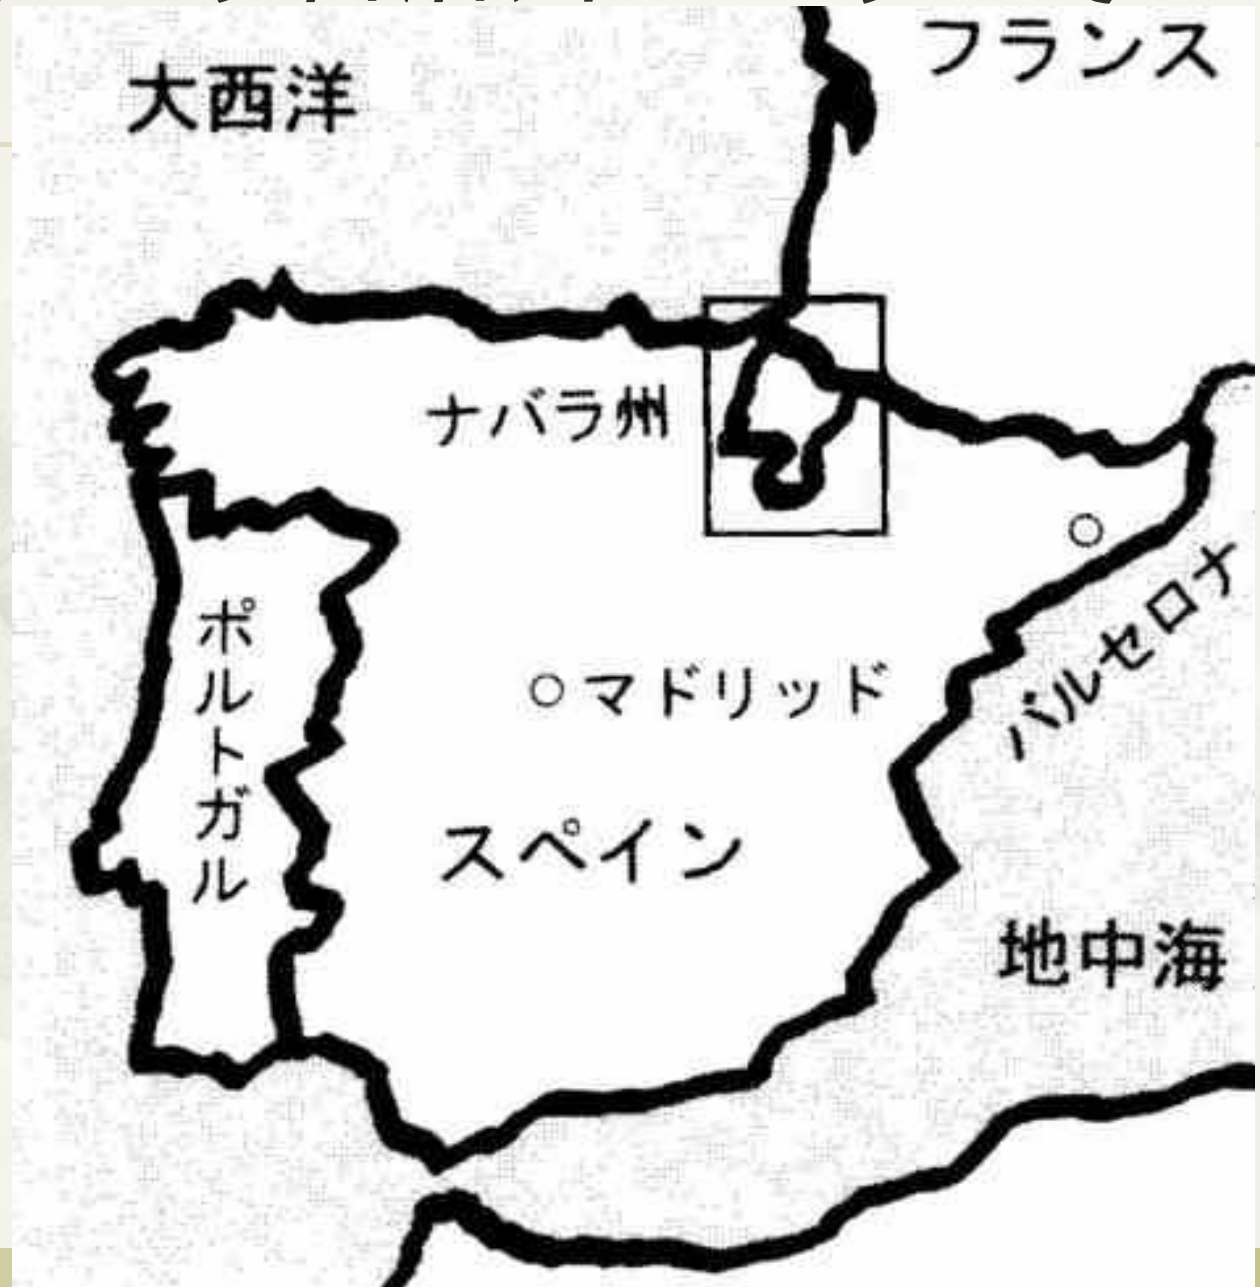 大西洋
フランス
ナバラ州
ポルトガル
マドリッド
バルセロナ
スペイン
地中海